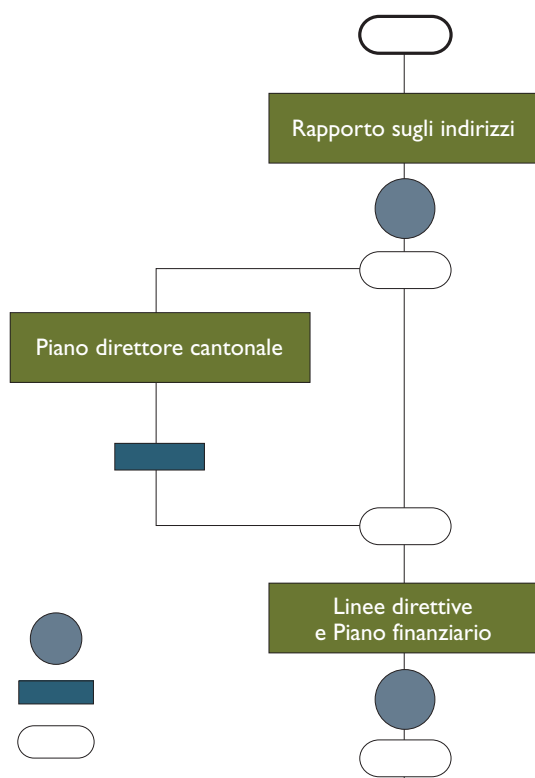 Rapporto sugli indirizzi
Piano direttore cantonale
Linee direttive
e Piano finanziario